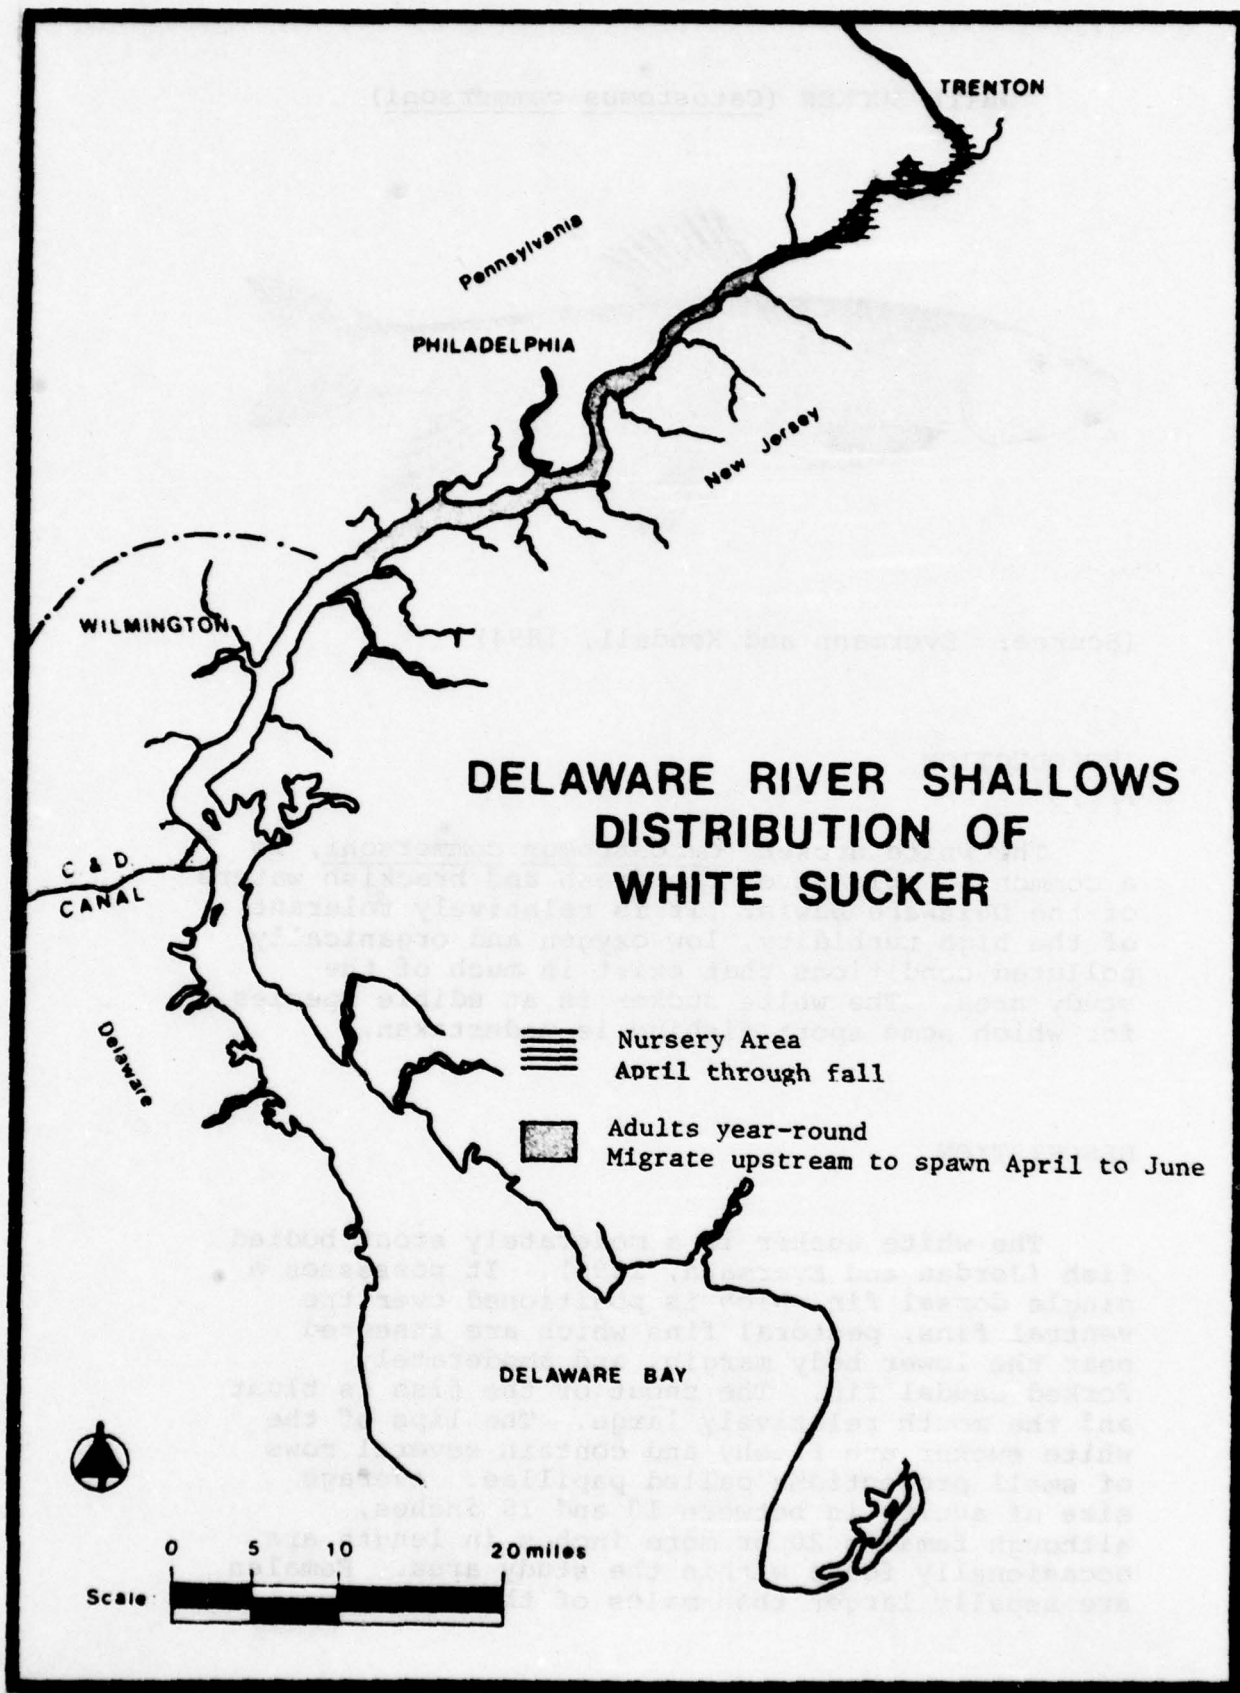 TRENTON
Pennsylvania
PHILADELPHIA
New Jersey
WILMINGTON
DELAWARE RIVER SHALLOWS
DISTRIBUTION OF
WHITE SUCKER
C & D
CANAL
Delaware
Nursery Area
April through fall
Adults year-round
Migrate upstream to spawn April to June
DELAWARE BAY
0 5 10 20 miles
Scale